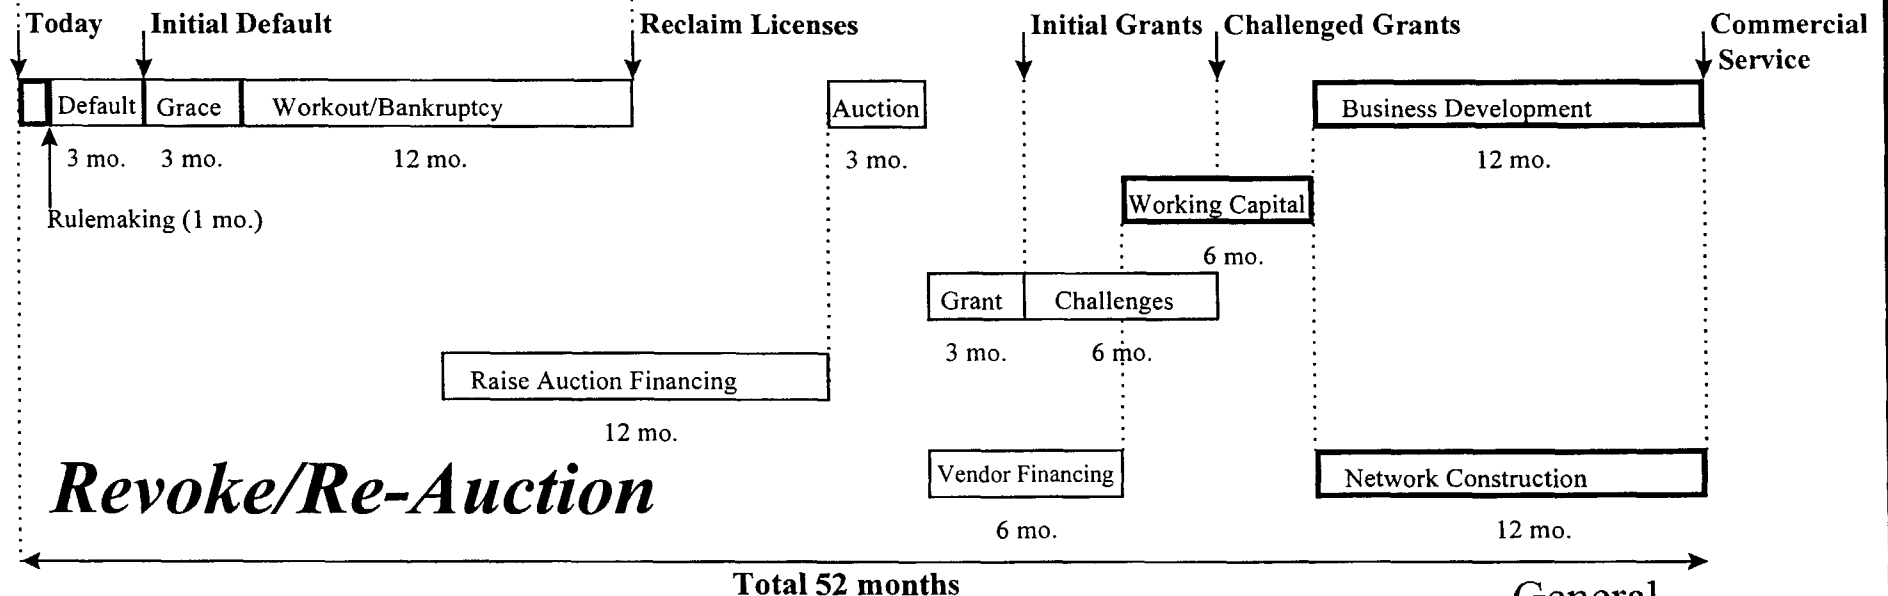 Today
Initial Default
Reclaim Licenses
Initial Grants
Challenged Grants
Commercial
Service
Default
Grace
Workout/Bankruptcy
Auction
Business Development
3 mo.
3 mo.
12 mo.
3 mo.
12 mo.
Working Capital
Rulemaking (1 mo.)
6 mo.
Grant
Challenges
3 mo.
6 mo.
Raise Auction Financing
12 mo.
Vendor Financing
Network Construction
Revoke/Re-Auction
6 mo.
12 mo.
Total 52 months
General